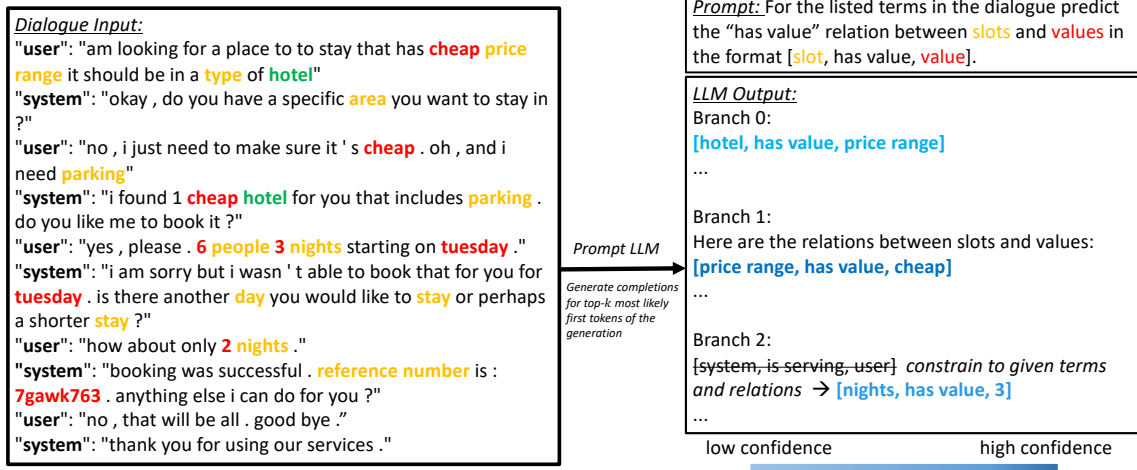 Dialogue Input:
"user": "am looking for a place to to stay that has cheap price
range it should be in a type of hotel"
"system": "okay , do you have a specific area you want to stay in
?"
"user": "no , i just need to make sure it ' s cheap . oh , and i
need parking"
"system": "i found 1 cheap hotel for you that includes parking .
do you like me to book it ?"
"user": "yes , please . 6 people 3 nights starting on tuesday ."
"system": "i am sorry but i wasn ' t able to book that for you for
tuesday . is there another day you would like to stay or perhaps
a shorter stay ?"
"user": "how about only 2 nights ."
"system": "booking was successful . reference number is :
7gawk763 . anything else i can do for you ?"
"user": "no , that will be all . good bye .”
"system": "thank you for using our services ."
Prompt LLM
Generate completions
for top-k most likely
first tokens of the
generation
Prompt: For the listed terms in the dialogue predict
the “has value” relation between slots and values in
the format [slot, has value, value].
LLM Output:
Branch 0:
[hotel, has value, price range]
...
Branch 1:
Here are the relations between slots and values:
[price range, has value, cheap]
...
Branch 2:
[system, is serving, user] constrain to given terms
and relations → [nights, has value, 3]
...
low confidence high confidence